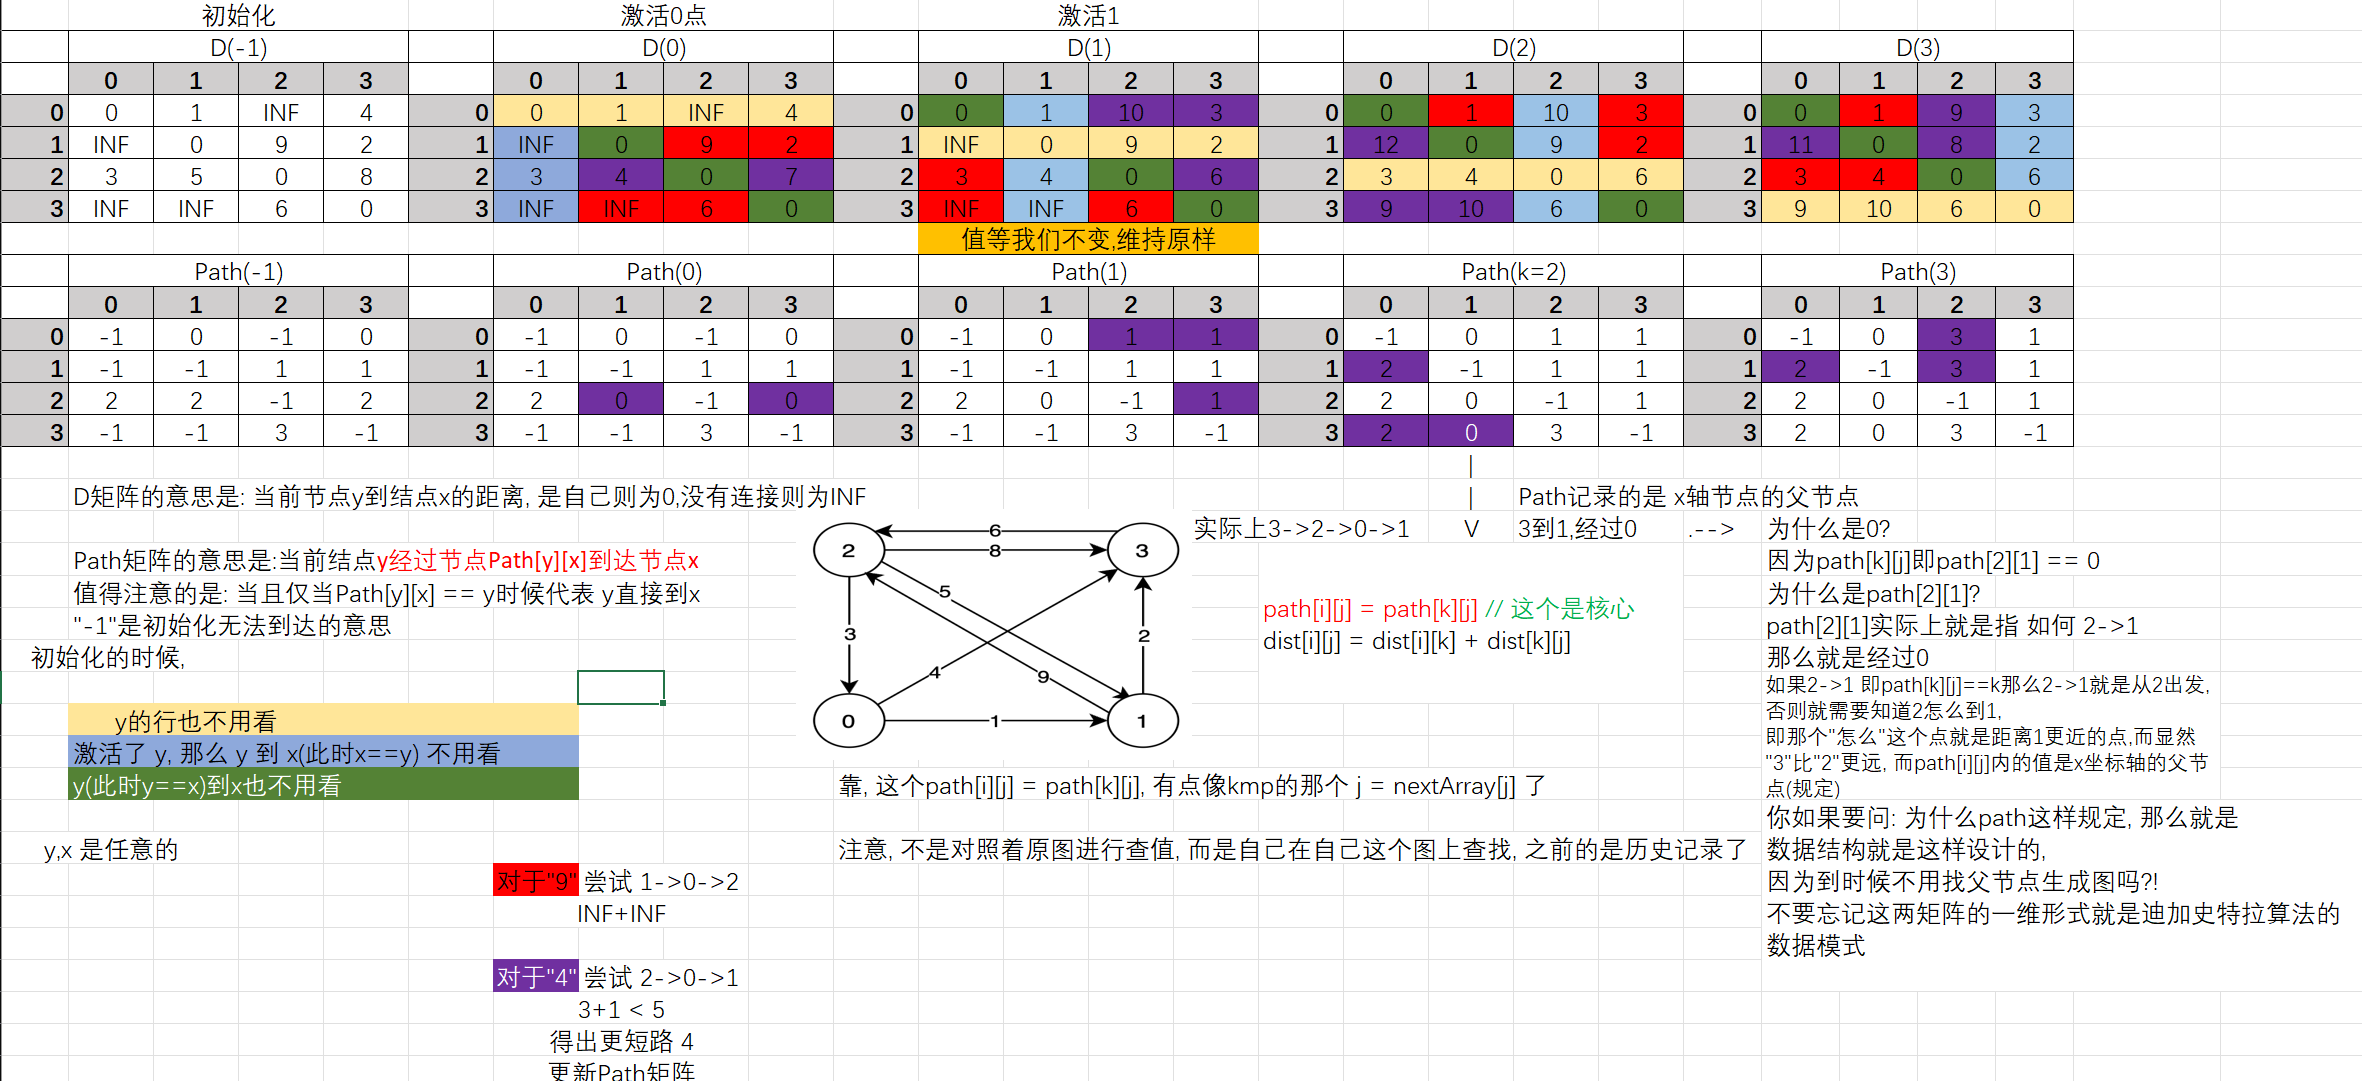 初始化 激活0点 激活1
D(-1) D(0) D(1) D(2) D(3)
0 1 2 3 0 1 2 3 0 1 2 3 0 1 2 3 0 1 2 3
0 0 1 INF 4 0 0 1 INF 4 0 0 1 10 3 0 0 1 10 3 0 0 1 9 3
1 INF 0 9 2 1 INF 0 9 2 1 INF 0 9 2 1 12 0 9 2 1 11 0 8 2
2 3 5 0 8 2 3 4 0 7 2 3 4 0 6 2 3 4 0 6 2 3 4 0 6
3 INF INF 6 0 3 INF INF 6 0 3 INF INF 6 0 3 9 10 6 0 3 9 10 6 0
值等我们不变,维持原样
Path(-1) Path(0) Path(1) Path(k=2) Path(3)
0 1 2 3 0 1 2 3 0 1 2 3 0 1 2 3 0 1 2 3
0 -1 0 -1 0 0 -1 0 -1 0 0 -1 0 1 1 0 -1 0 1 1 0 -1 0 3 1
1 -1 -1 1 1 1 -1 -1 1 1 1 -1 -1 1 1 1 2 -1 1 1 1 2 -1 3 1
2 2 2 -1 2 2 2 0 -1 0 2 2 0 -1 1 2 2 0 -1 1 2 2 0 -1 1
3 -1 -1 3 -1 3 -1 -1 3 -1 3 -1 -1 3 -1 3 2 0 3 -1 3 2 0 3 -1
|
D矩阵的意思是: 当前节点y到结点x的距离, 是自己则为0,没有连接则为INF
| Path记录的是 x轴节点的父节点
实际上3->2->0->1 V 3到1,经过0 .--> 为什么是0?
Path矩阵的意思是:当前结点y经过节点Path[y][x]到达节点x
因为path[k][j]即path[2][1] == 0
值得注意的是: 当且仅当Path[y][x] == y时候代表 y直接到x
为什么是path[2][1]?
"-1"是初始化无法到达的意思
path[2][1]实际上就是指 如何 2->1
初始化的时候,
那么就是经过0
2 3 0 1
6
8
5
3
2
4
9
1
path[i][j] = path[k][j] // 这个是核心
dist[i][j] = dist[i][k] + dist[k][j]
如果2->1 即path[k][j]==k那么2->1就是从2出发,
否则就需要知道2怎么到1,
即那个"怎么"这个点就是距离1更近的点,而显然
"3"比"2"更远, 而path[i][j]内的值是x坐标轴的父节
点(规定)
y的行也不用看
激活了 y, 那么 y 到 x(此时x==y) 不用看
y(此时y==x)到x也不用看
靠, 这个path[i][j] = path[k][j], 有点像kmp的那个 j = nextArray[j] 了
你如果要问: 为什么path这样规定, 那么就是
y,x 是任意的
注意, 不是对照着原图进行查值, 而是自己在自己这个图上查找, 之前的是历史记录了
数据结构就是这样设计的,
对于"9" 尝试 1->0->2
因为到时候不用找父节点生成图吗?!
INF+INF
不要忘记这两矩阵的一维形式就是迪加史特拉算法的
数据模式
对于"4" 尝试 2->0->1
3+1 < 5
得出更短路 4
更新Path矩阵